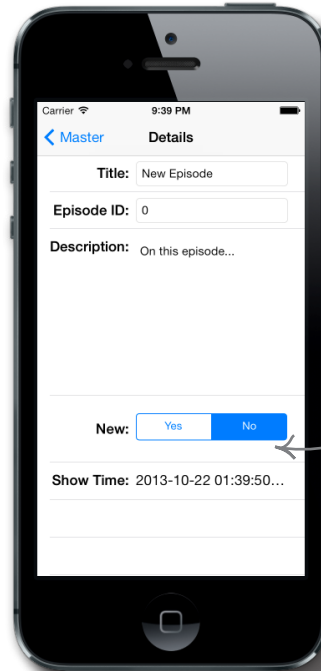 Carrier 9:39 PM
Master Details
Title: New Episode
Episode ID: 0
Description: On this episode...
New: Yes No
Show Time: 2013-10-22 01:39:50...